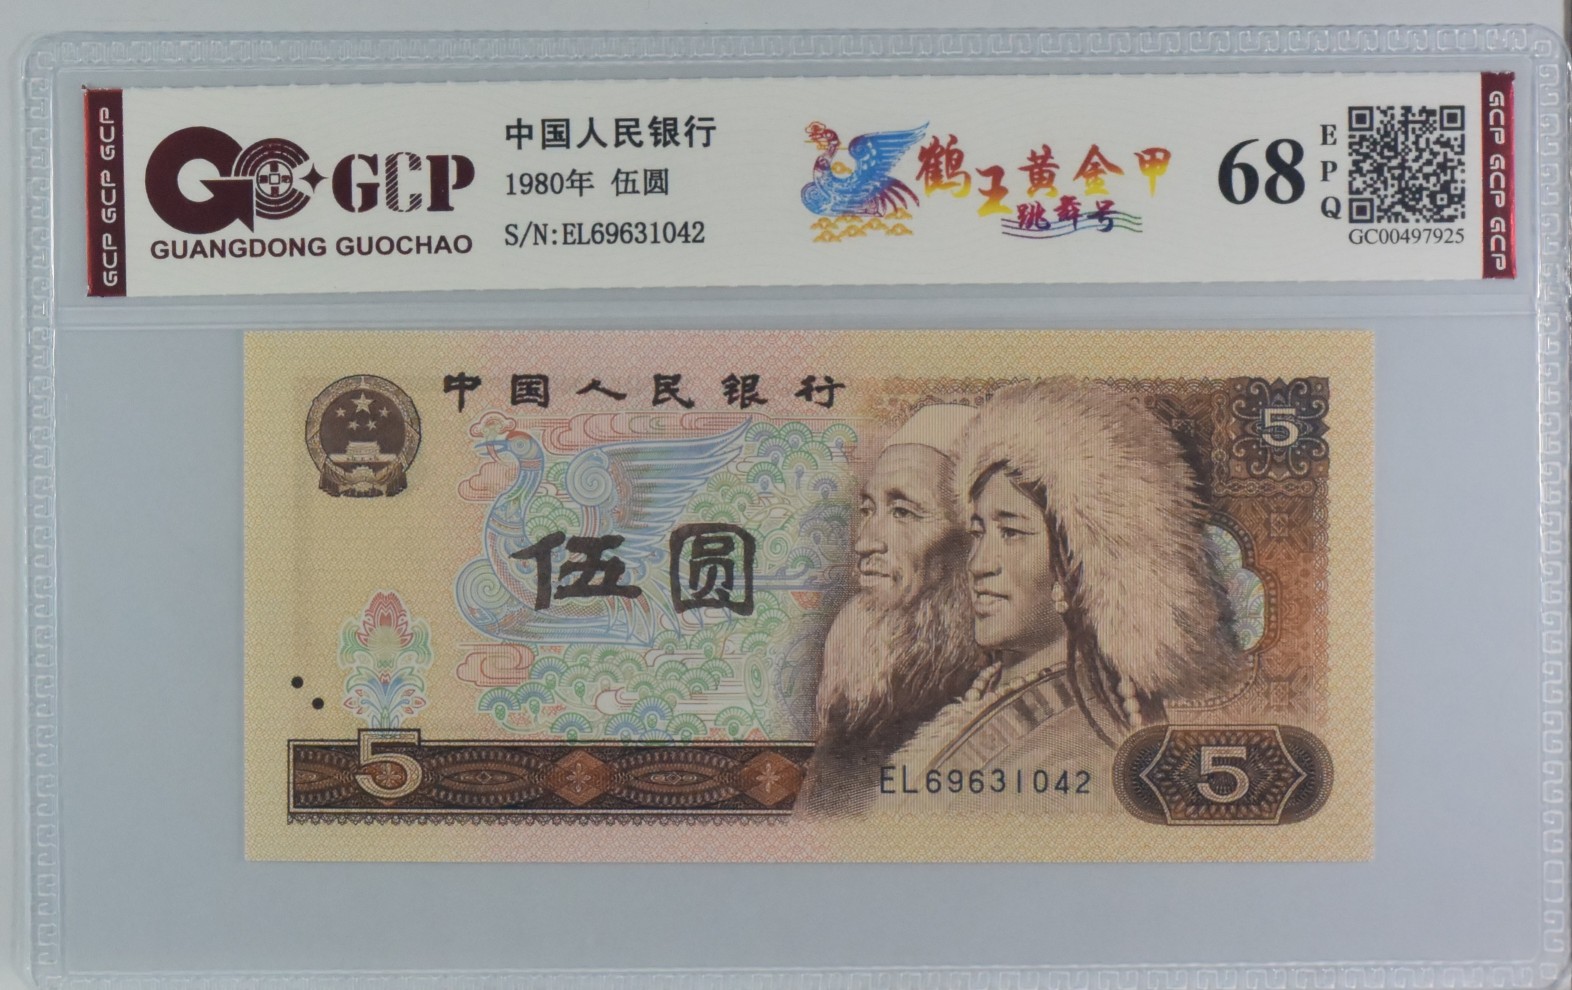 GCP GCP GCP
GCP
GUANGDONG GUOCHAO
中国人民银行
1980年 伍圆
S/N:EL69631042
鹤王黄金甲
跳舞号
68
EPQ
GC00497925
GCP GCP GCP
中国人民银行
5
伍圆
5
EL69631042
5